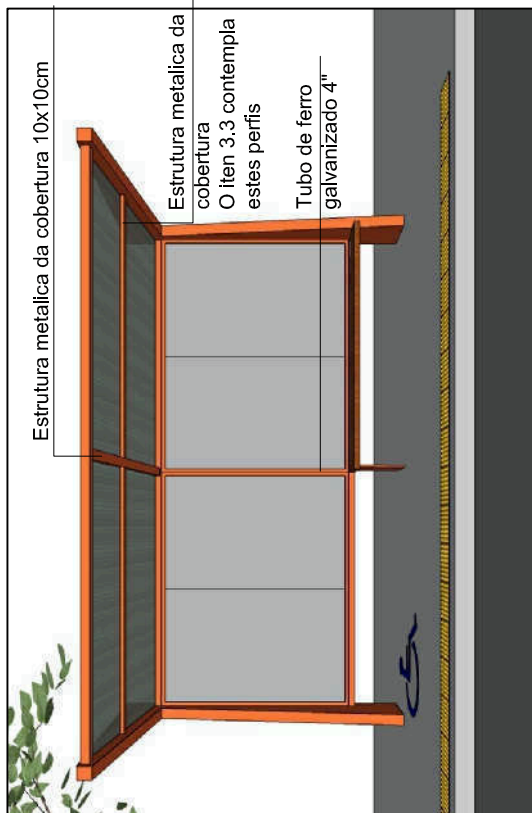 Estrutura metalica da cobertura 10x10cm
Estrutura metalica da
cobertura
O iten 3.3 contempla
estes perfis
Tubo de ferro
galvanizado 4"